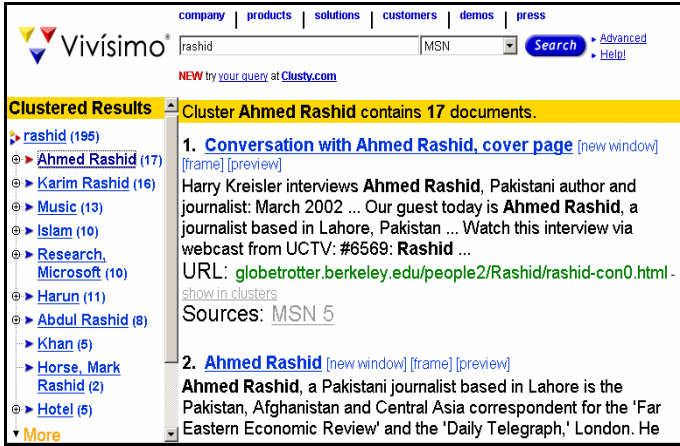 company | products | solutions | customers | demos | press
Vivísimo®
rashid MSN Search Advanced
Help!
NEW try your query at Clusty.com
Clustered Results
rashid (195)
Ahmed Rashid (17)
Karim Rashid (16)
Music (13)
Islam (10)
Research,
Microsoft (10)
Harun (11)
Abdul Rashid (8)
Khan (5)
Horse, Mark
Rashid (2)
Hotel (5)
More
Cluster Ahmed Rashid contains 17 documents.
1. Conversation with Ahmed Rashid, cover page [new window]
[frame] [preview]
Harry Kreisler interviews Ahmed Rashid, Pakistani author and
journalist: March 2002 ... Our guest today is Ahmed Rashid, a
journalist based in Lahore, Pakistan ... Watch this interview via
webcast from UCTV: #6569: Rashid ...
URL: globetrotter.berkeley.edu/people2/Rashid/rashid-con0.html -
show in clusters
Sources: MSN 5
2. Ahmed Rashid [new window] [frame] [preview]
Ahmed Rashid, a Pakistani journalist based in Lahore is the
Pakistan, Afghanistan and Central Asia correspondent for the 'Far
Eastern Economic Review' and the 'Daily Telegraph,' London. He